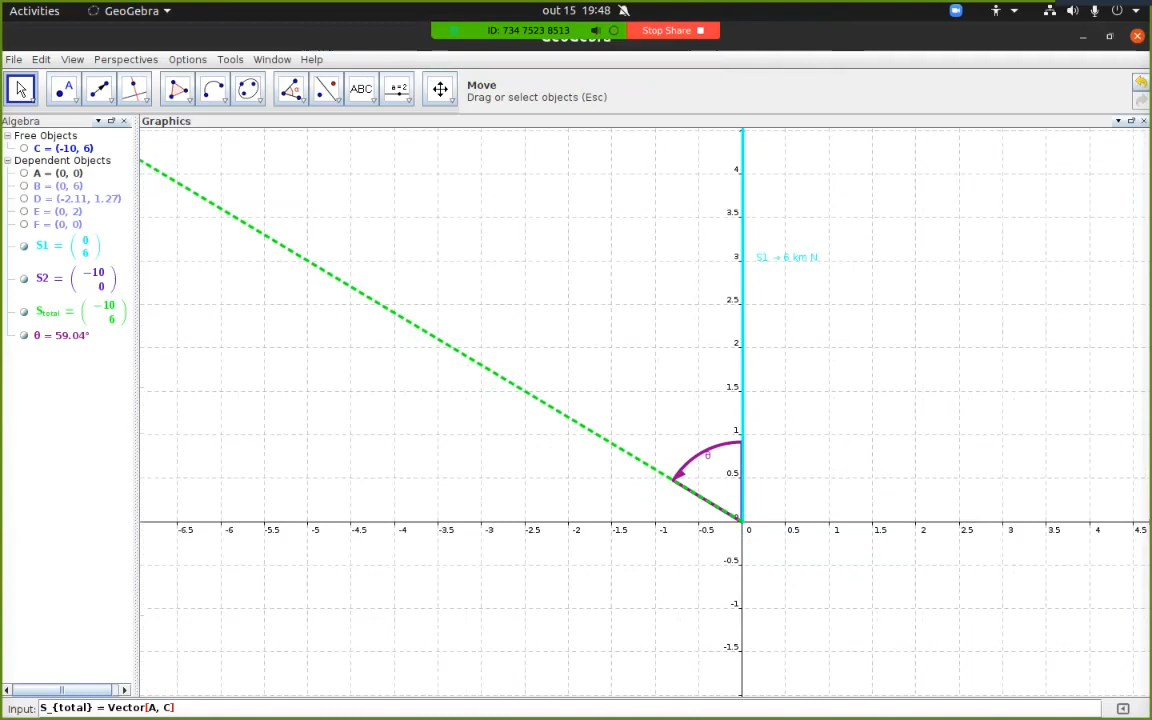 Activities GeoGebra out 15 19:48
ID: 734 7523 8513 Stop Share
GeoGebra
File Edit View Perspectives Options Tools Window Help
A ABC a=2 Move
Drag or select objects (Esc)
Algebra Graphics
Free Objects
C = (-10, 6)
Dependent Objects
A = (0, 0)
B = (0, 6)
D = (-2.11, 1.27)
E = (0, 2)
F = (0, 0)
S1 = (0 6)
S2 = (−10 0)
Stotal = (−10 6)
θ = 59.04°
4
3.5
3
S1 → 6 km N
2.5
2
1.5
1
θ
0.5
0
-6.5 -6 -5 -5.5 -4.5 -4 -3.5 -3 -2.5 -2 -1.5 -1 -0.5 0 0.5 1 1.5 2 2.5 3 3.5 4 4.5
-0.5
-1
-1.5
Input: S_{total} = Vector[A, C]